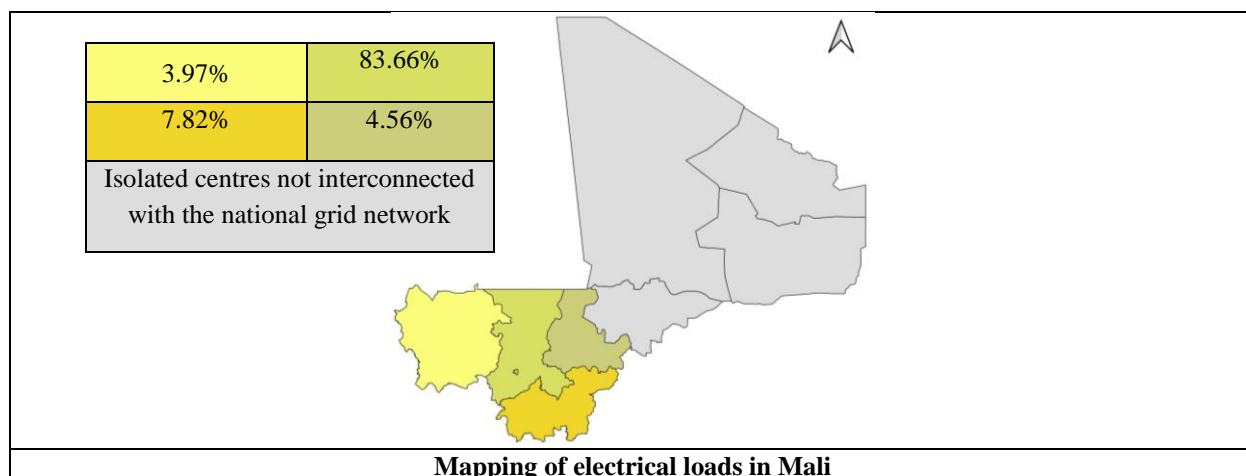 3.97%
83.66%
7.82%
4.56%
Isolated centres not interconnected
with the national grid network
Mapping of electrical loads in Mali